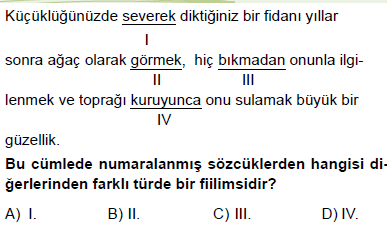 Küçüklüğünüzde severek diktiğiniz bir fidanı yıllar
I
sonra ağaç olarak görmek, hiç bıkmadan onunla ilgi-
II III
lenmek ve toprağı kuruyunca onu sulamak büyük bir
IV
güzellik.
Bu cümlede numaralanmış sözcüklerden hangisi di-
ğerlerinden farklı türde bir fiilimsidir?
A) I. B) II. C) III. D) IV.